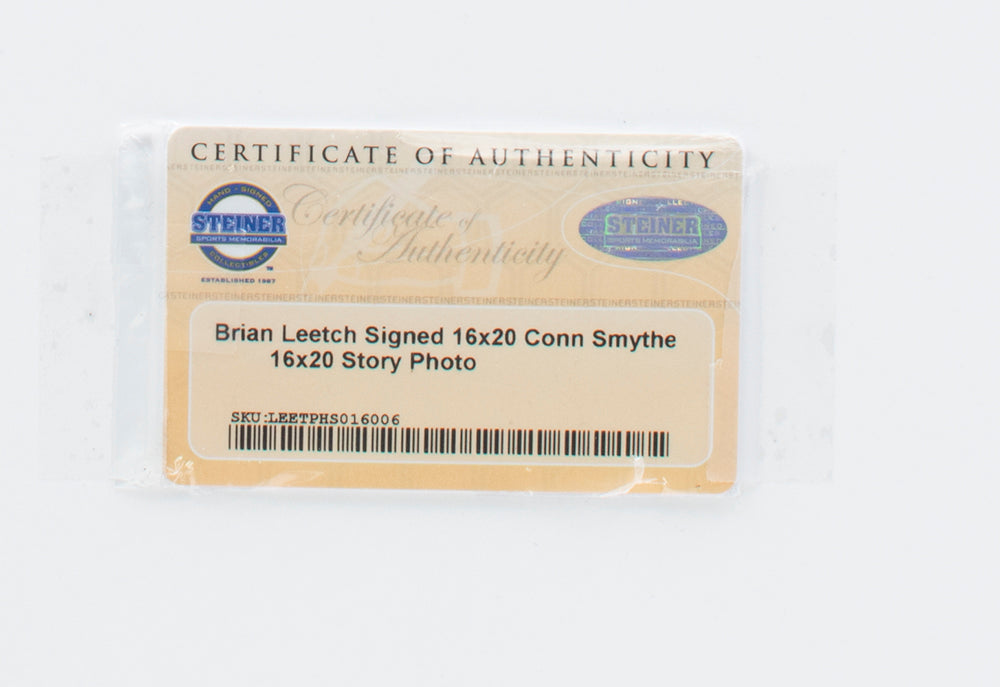 CERTIFICATE OF AUTHENTICITY
HAND - SIGNED
STEINER
SPORTS MEMORABILIA
COLLECTIBLES
TM
ESTABLISHED 1987
Certificate of
Authenticity
STEINER
SPORTS MEMORABILIA
Brian Leetch Signed 16x20 Conn Smythe
16x20 Story Photo
SKU:LEETPHS016006